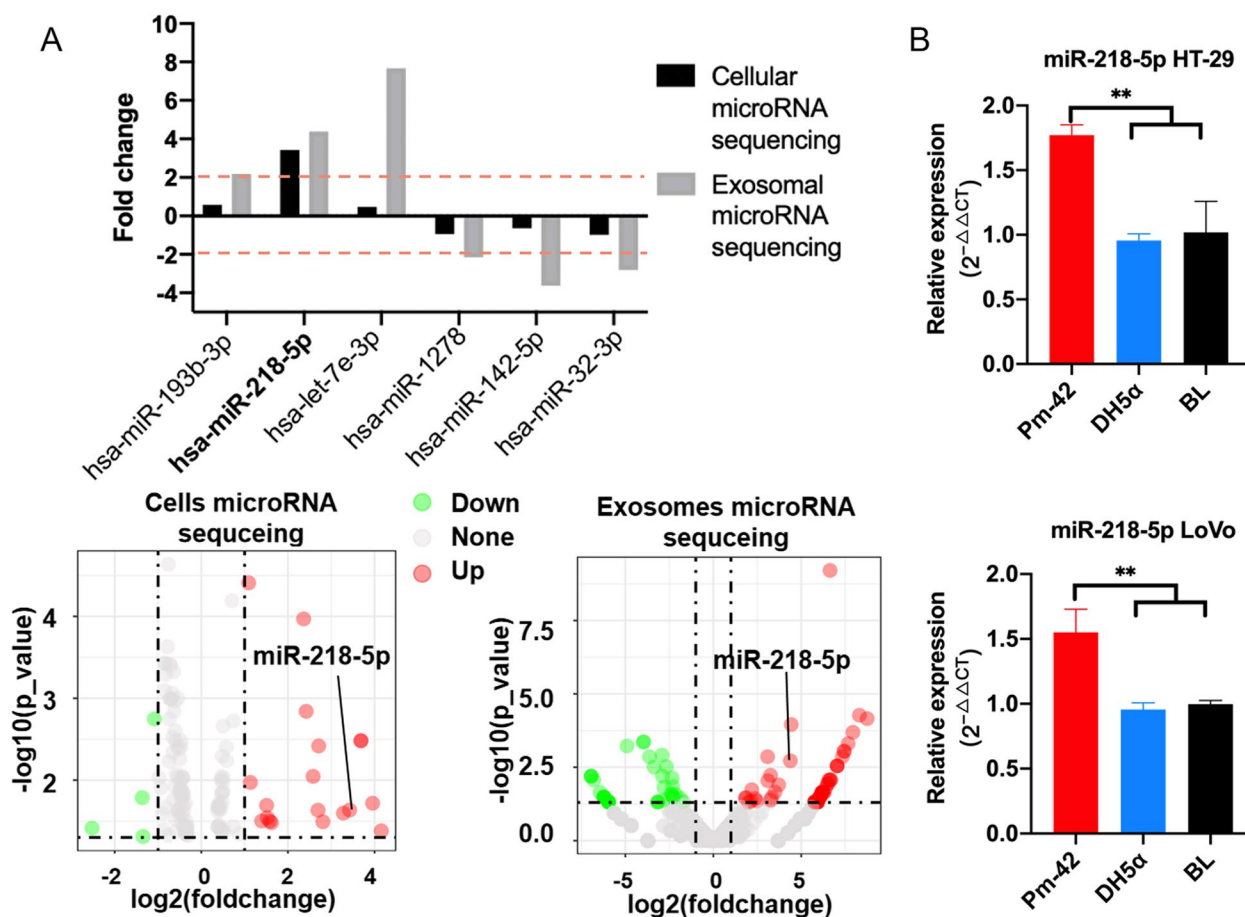 A
Fold change
10
8
6
4
2
0
-2
-4
hsa-miR-193b-3p
hsa-miR-218-5p
hsa-let-7e-3p
hsa-miR-1278
hsa-miR-142-5p
hsa-miR-32-3p
Cellular
microRNA
sequencing
Exosomal
microRNA
sequencing
Cells microRNA
sequceing
-log10(p_value)
4
3
2
miR-218-5p
-2
0
2
4
log2(foldchange)
Down
None
Up
Exosomes microRNA
sequceing
-log10(p_value)
7.5
5.0
2.5
0.0
miR-218-5p
-5
0
5
log2(foldchange)
B
miR-218-5p HT-29
**
Relative expression
(2⁻△△CT)
2.0
1.5
1.0
0.5
0.0
Pm-42
DH5α
BL
miR-218-5p LoVo
**
Relative expression
(2⁻△△CT)
2.0
1.5
1.0
0.5
0.0
Pm-42
DH5α
BL